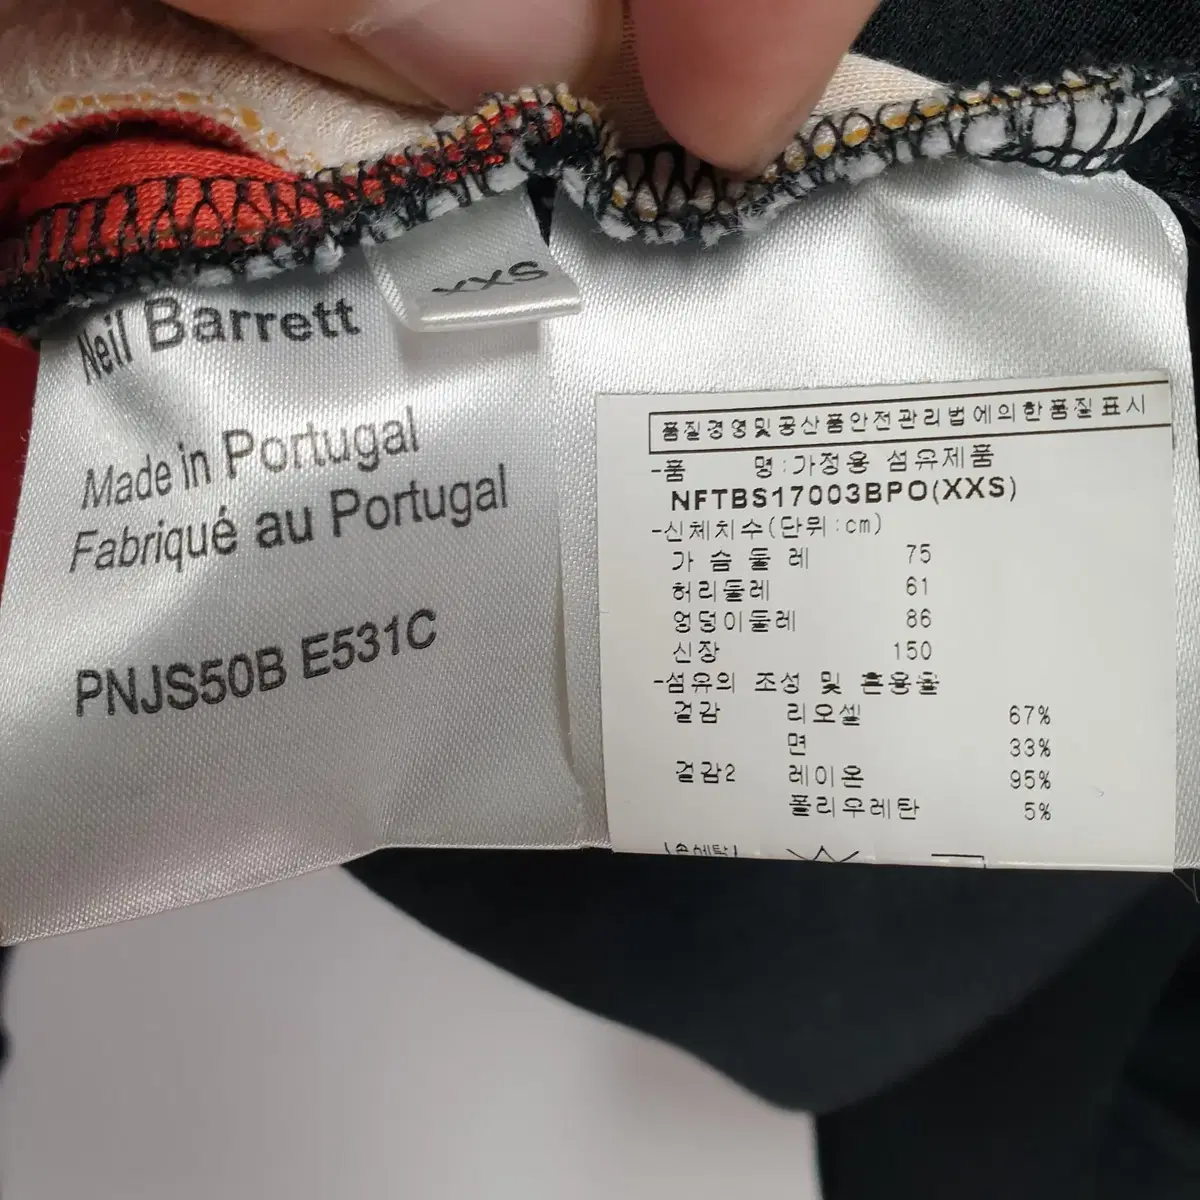 XXS
Neil Barrett
Made in Portugal
Fabriqué au Portugal
PNJS50B E531C
품질경영및공산품안전관리법에의한품질표시
-품 명:가정용 섬유제품
NFTBS17003BPO(XXS)
-신체치수(단위:cm)
가 슴 둘 레 75
허리둘레 61
엉덩이둘레 86
신장 150
-섬유의 조성 및 혼용율
겉감 리오셀 67%
면 33%
겉감2 레이온 95%
폴리우레탄 5%